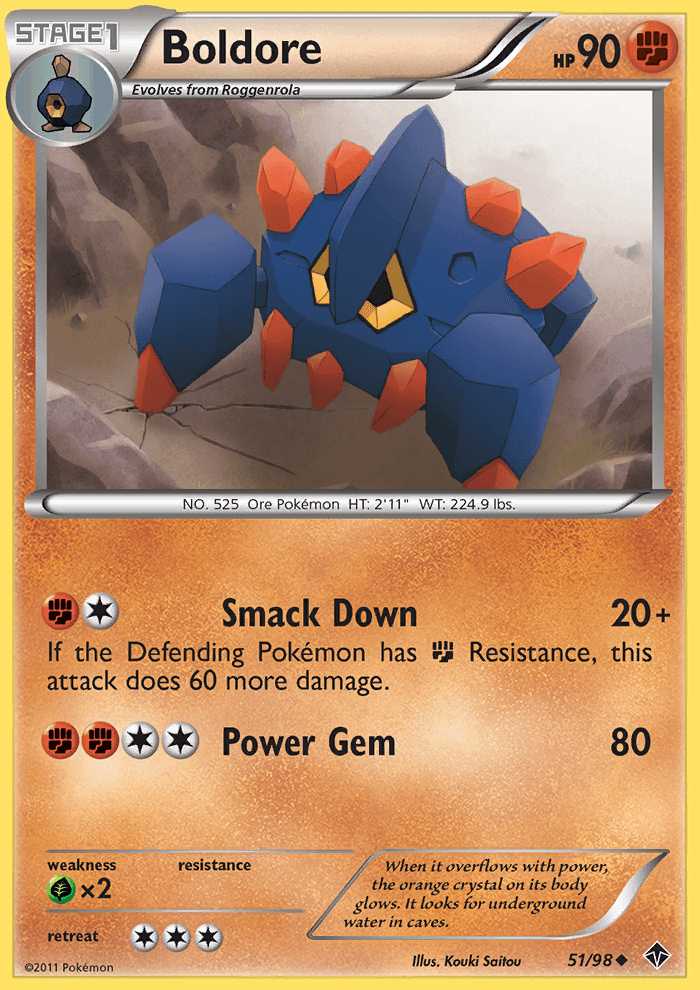 STAGE1
Boldore
HP90
Evolves from Roggenrola
NO. 525 Ore Pokémon HT: 2'11" WT: 224.9 lbs.
Smack Down 20+
If the Defending Pokémon has Resistance, this
attack does 60 more damage.
Power Gem 80
weakness resistance
×2
retreat
When it overflows with power,
the orange crystal on its body
glows. It looks for underground
water in caves.
©2011 Pokémon
Illus. Kouki Saitou
51/98